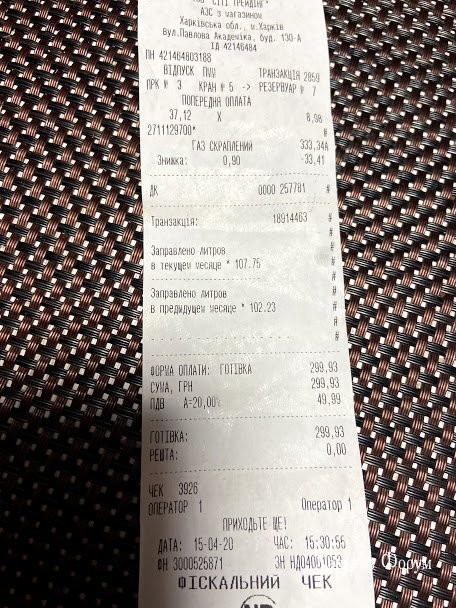 СІТІ ТРЕЙДІНГ"
АЗС з магазином
Харківська обл., м.Харків
Вул.Павлова Академіка, буд. 130-А
ІД 42146484
ПН 421464803188
ВІДПУСК ПММ ТРАНЗАКЦІЯ 2859
ПРК № 3 КРАН № 5 -> РЕЗЕРВУАР № 7
ПОПЕРЕДНЯ ОПЛАТА
37,12 X 8,98
2711129700* #
ГАЗ СКРАПЛЕНИЙ 333,34А
Знижка: 0,90 -33,41
ДК 0000 257781 #
Транзакція: 18914463 #
#
Заправлено литров #
в текущем месяце * 107.75 #
#
Заправлено литров #
в предыдущем месяце * 102.23 #
#
. . . . . . . . . . . . . . . #
ФОРМА ОПЛАТИ: ГОТІВКА 299,93
СУМА, ГРН 299,93
ПДВ А=20,00% 49,99
ГОТІВКА: 299,93
РЕШТА: 0,00
ЧЕК 3926
ОПЕРАТОР 1 Оператор 1
ПРИХОДЬТЕ ЩЕ!
ДАТА: 15-04-20 ЧАС: 15:30:55
ФН 3000525871 ЗН
ФІСКАЛЬНИЙ ЧЕК
Форум